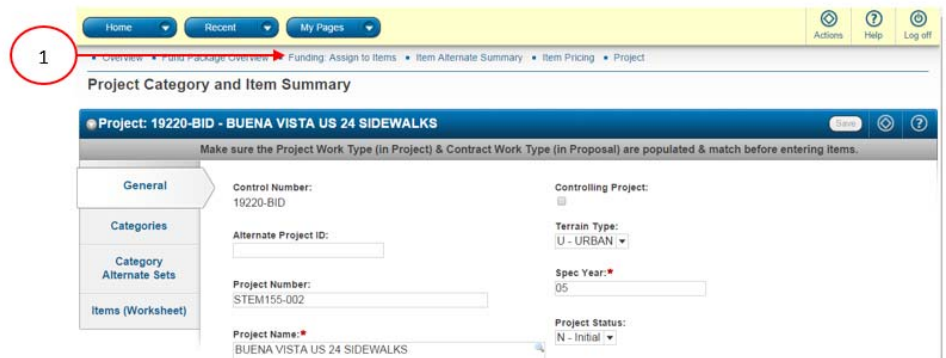 Home Recent My Pages Actions Help Log off
1
• Overview • Fund Package Overview • Funding: Assign to Items • Item Alternate Summary • Item Pricing • Project
Project Category and Item Summary
Project: 19220-BID - BUENA VISTA US 24 SIDEWALKS Save ?
Make sure the Project Work Type (in Project) & Contract Work Type (in Proposal) are populated & match before entering items.
General
Categories
Category
Alternate Sets
Items (Worksheet)
Control Number:
19220-BID
Alternate Project ID:
Project Number:
STEM155-002
Project Name:*
BUENA VISTA US 24 SIDEWALKS
Controlling Project:
Terrain Type:
U - URBAN
Spec Year:*
05
Project Status:
N - Initial